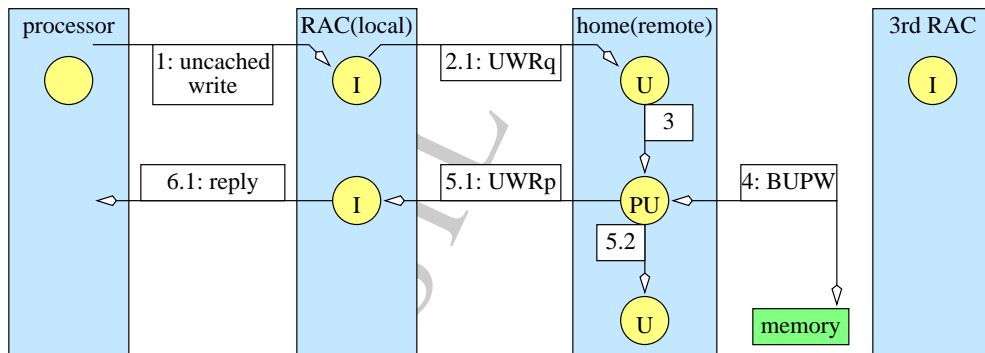 processor
RAC(local)
home(remote)
3rd RAC
1: uncached
write
2.1: UWRq
I
U
I
3
6.1: reply
5.1: UWRp
4: BUPW
I
PU
5.2
U
memory